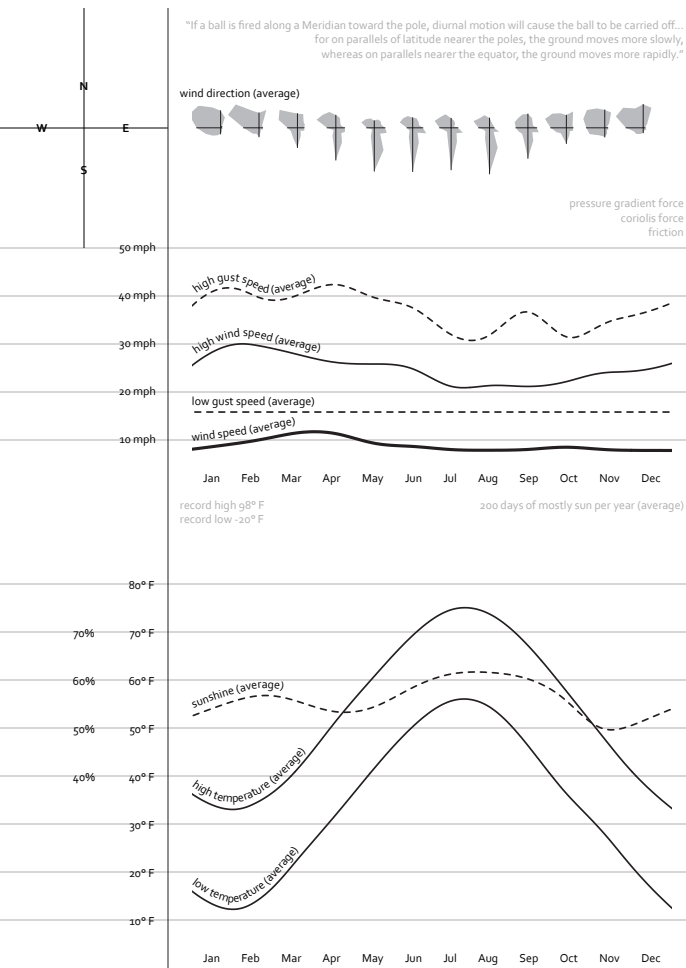 “If a ball is fired along a Meridian toward the pole, diurnal motion will cause the ball to be carried off...
for on parallels of latitude nearer the poles, the ground moves more slowly,
whereas on parallels nearer the equator, the ground moves more rapidly.”
N
W E
S
wind direction (average)
pressure gradient force
coriolis force
friction
50 mph
high gust speed (average)
40 mph
high wind speed (average)
30 mph
20 mph
low gust speed (average)
wind speed (average)
10 mph
Jan Feb Mar Apr May Jun Jul Aug Sep Oct Nov Dec
record high 98° F
record low -20° F
200 days of mostly sun per year (average)
80° F
70% 70° F
60% 60° F
sunshine (average)
50% 50° F
40% 40° F
high temperature (average)
30° F
20° F
low temperature (average)
10° F
Jan Feb Mar Apr May Jun Jul Aug Sep Oct Nov Dec